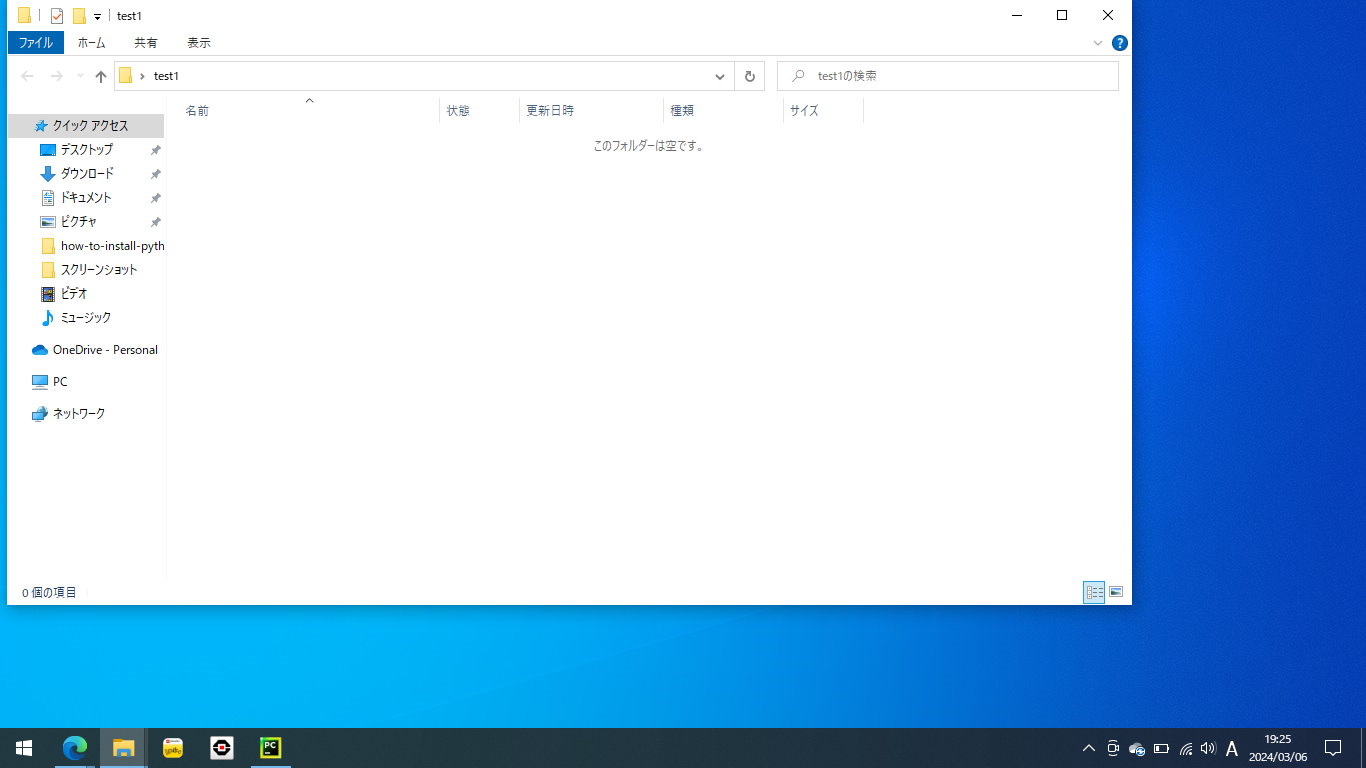 test1
ファイル ホーム 共有 表示
test1 test1の検索
名前 状態 更新日時 種類 サイズ
このフォルダーは空です。
クイック アクセス
デスクトップ
ダウンロード
ドキュメント
ピクチャ
how-to-install-pyth
スクリーンショット
ビデオ
ミュージック
OneDrive - Personal
PC
ネットワーク
0 個の項目
PC
A
19:25
2024/03/06